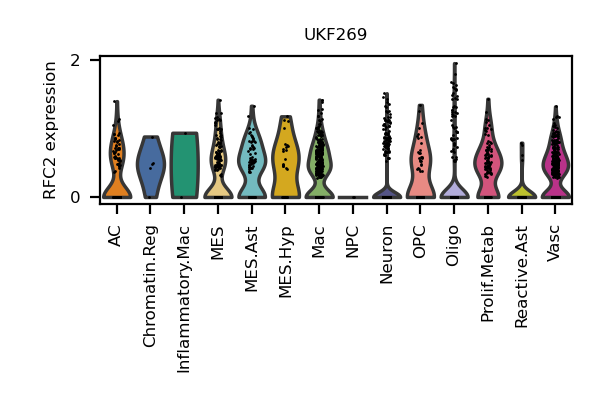 UKF269
RFC2 expression
2
0
AC
Chromatin.Reg
Inflammatory.Mac
MES
MES.Ast
MES.Hyp
Mac
NPC
Neuron
OPC
Oligo
Prolif.Metab
Reactive.Ast
Vasc